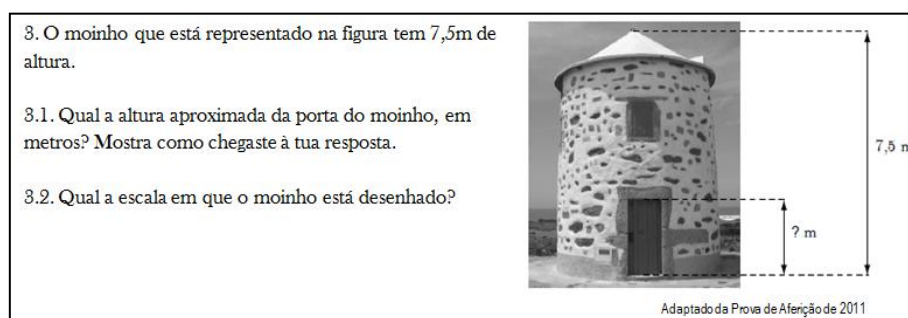 3. O moinho que está representado na figura tem 7,5m de
altura.
3.1. Qual a altura aproximada da porta do moinho, em
metros? Mostra como chegaste à tua resposta.
3.2. Qual a escala em que o moinho está desenhado?
7,5 m
? m
Adaptado da Prova de Aferição de 2011